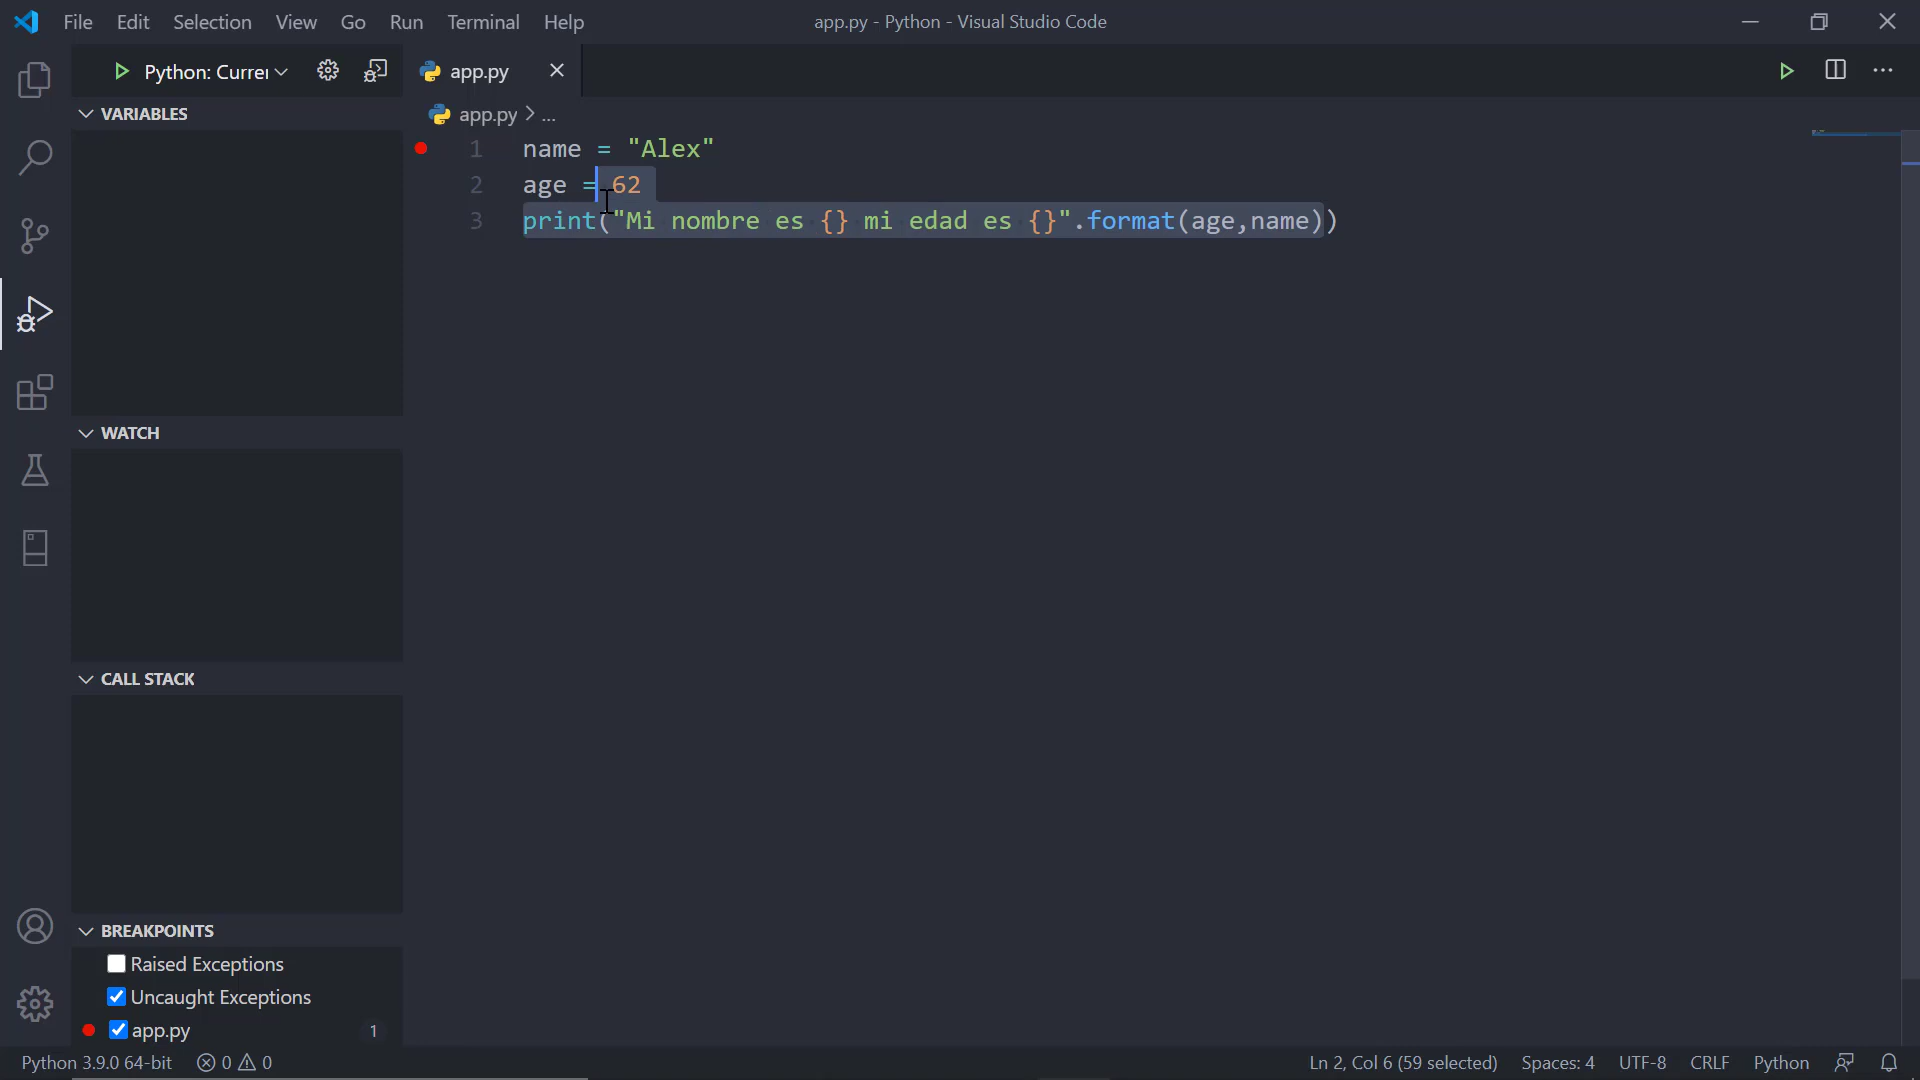 File Edit Selection View Go Run Terminal Help
app.py - Python - Visual Studio Code
Python: Currei
app.py
VARIABLES
app.py > ...
1 name = "Alex"
2 age = 62
3 print("Mi nombre es {} mi edad es {}".format(age,name))
WATCH
CALL STACK
BREAKPOINTS
Raised Exceptions
Uncaught Exceptions
app.py 1
Python 3.9.0 64-bit 0 0 Ln 2, Col 6 (59 selected) Spaces: 4 UTF-8 CRLF Python